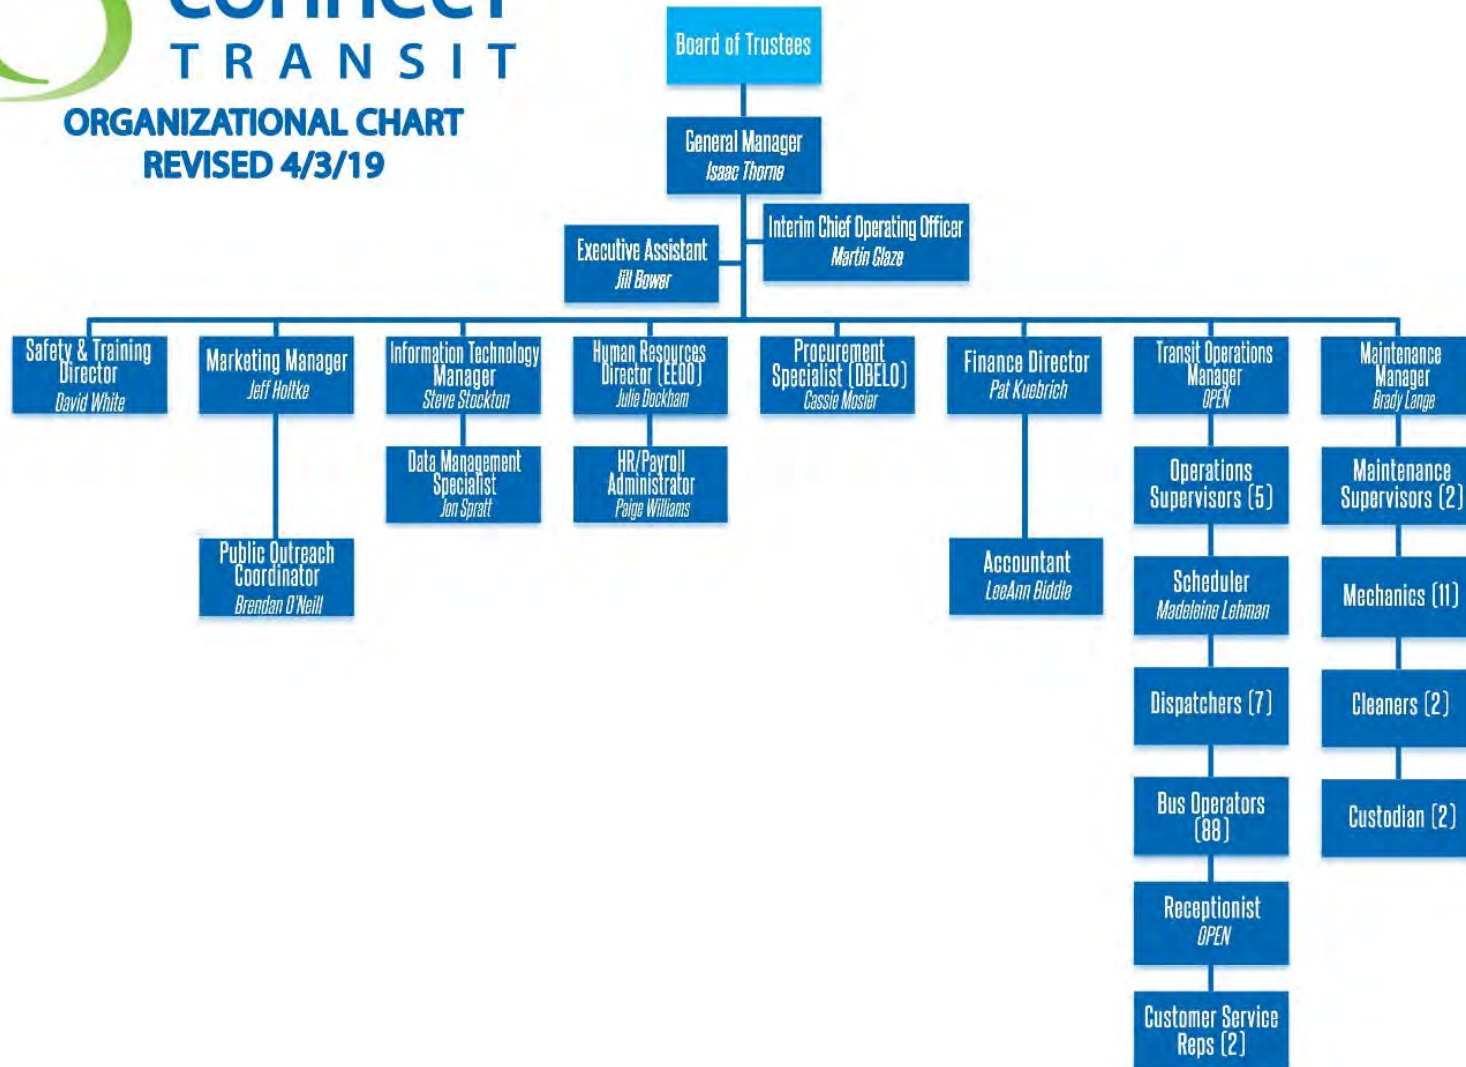 connect
TRANSIT
ORGANIZATIONAL CHART
REVISED 4/3/19
Board of Trustees
General Manager
Isaac Thorne
Interim Chief Operating Officer
Martin Glaze
Executive Assistant
Jill Bower
Safety & Training
Director
David White
Marketing Manager
Jeff Holtke
Information Technology
Manager
Steve Stockton
Human Resources
Director (EEOO)
Julie Dockham
Procurement
Specialist (DBELO)
Cassie Mosier
Finance Director
Pat Kuebrich
Transit Operations
Manager
OPEN
Maintenance
Manager
Brady Lange
Data Management
Specialist
Jon Spratt
HR/Payroll
Administrator
Paige Williams
Operations
Supervisors (5)
Maintenance
Supervisors (2)
Public Outreach
Coordinator
Brendan O'Neill
Accountant
LeeAnn Biddle
Scheduler
Madeleine Lehman
Mechanics (11)
Dispatchers (7)
Cleaners (2)
Bus Operators
(88)
Custodian (2)
Receptionist
OPEN
Customer Service
Reps (2)